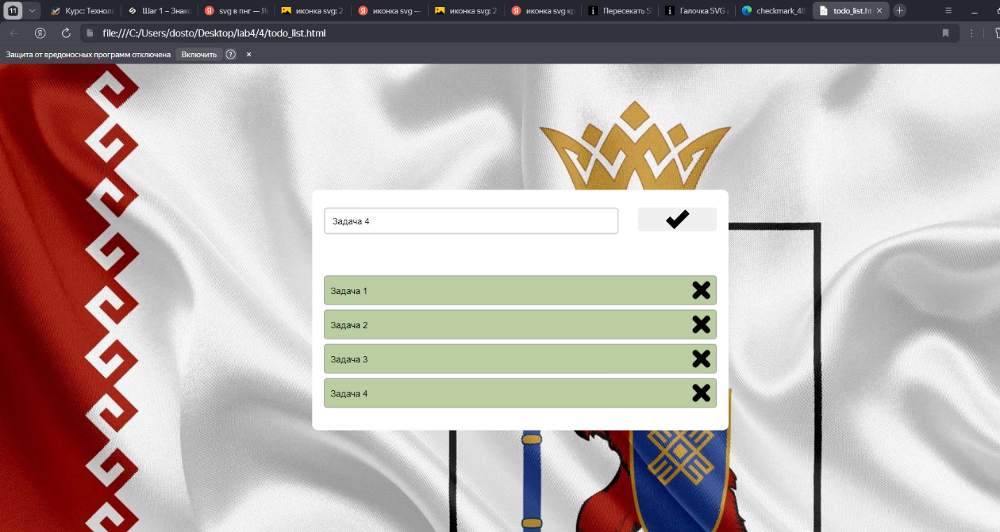 11
Курс: Технолo
Шаг 1 – Знако
svg в пнг — Ян
иконка svg: 2
иконка svg —
иконка svg: 2
иконка svg кр
Пересекать S
Галочка SVG
checkmark_48
todo_list.ht
file:///C:/Users/dosto/Desktop/lab4/4/todo_list.html
Защита от вредоносных программ отключена
Включить
Задача 4
Задача 1
Задача 2
Задача 3
Задача 4